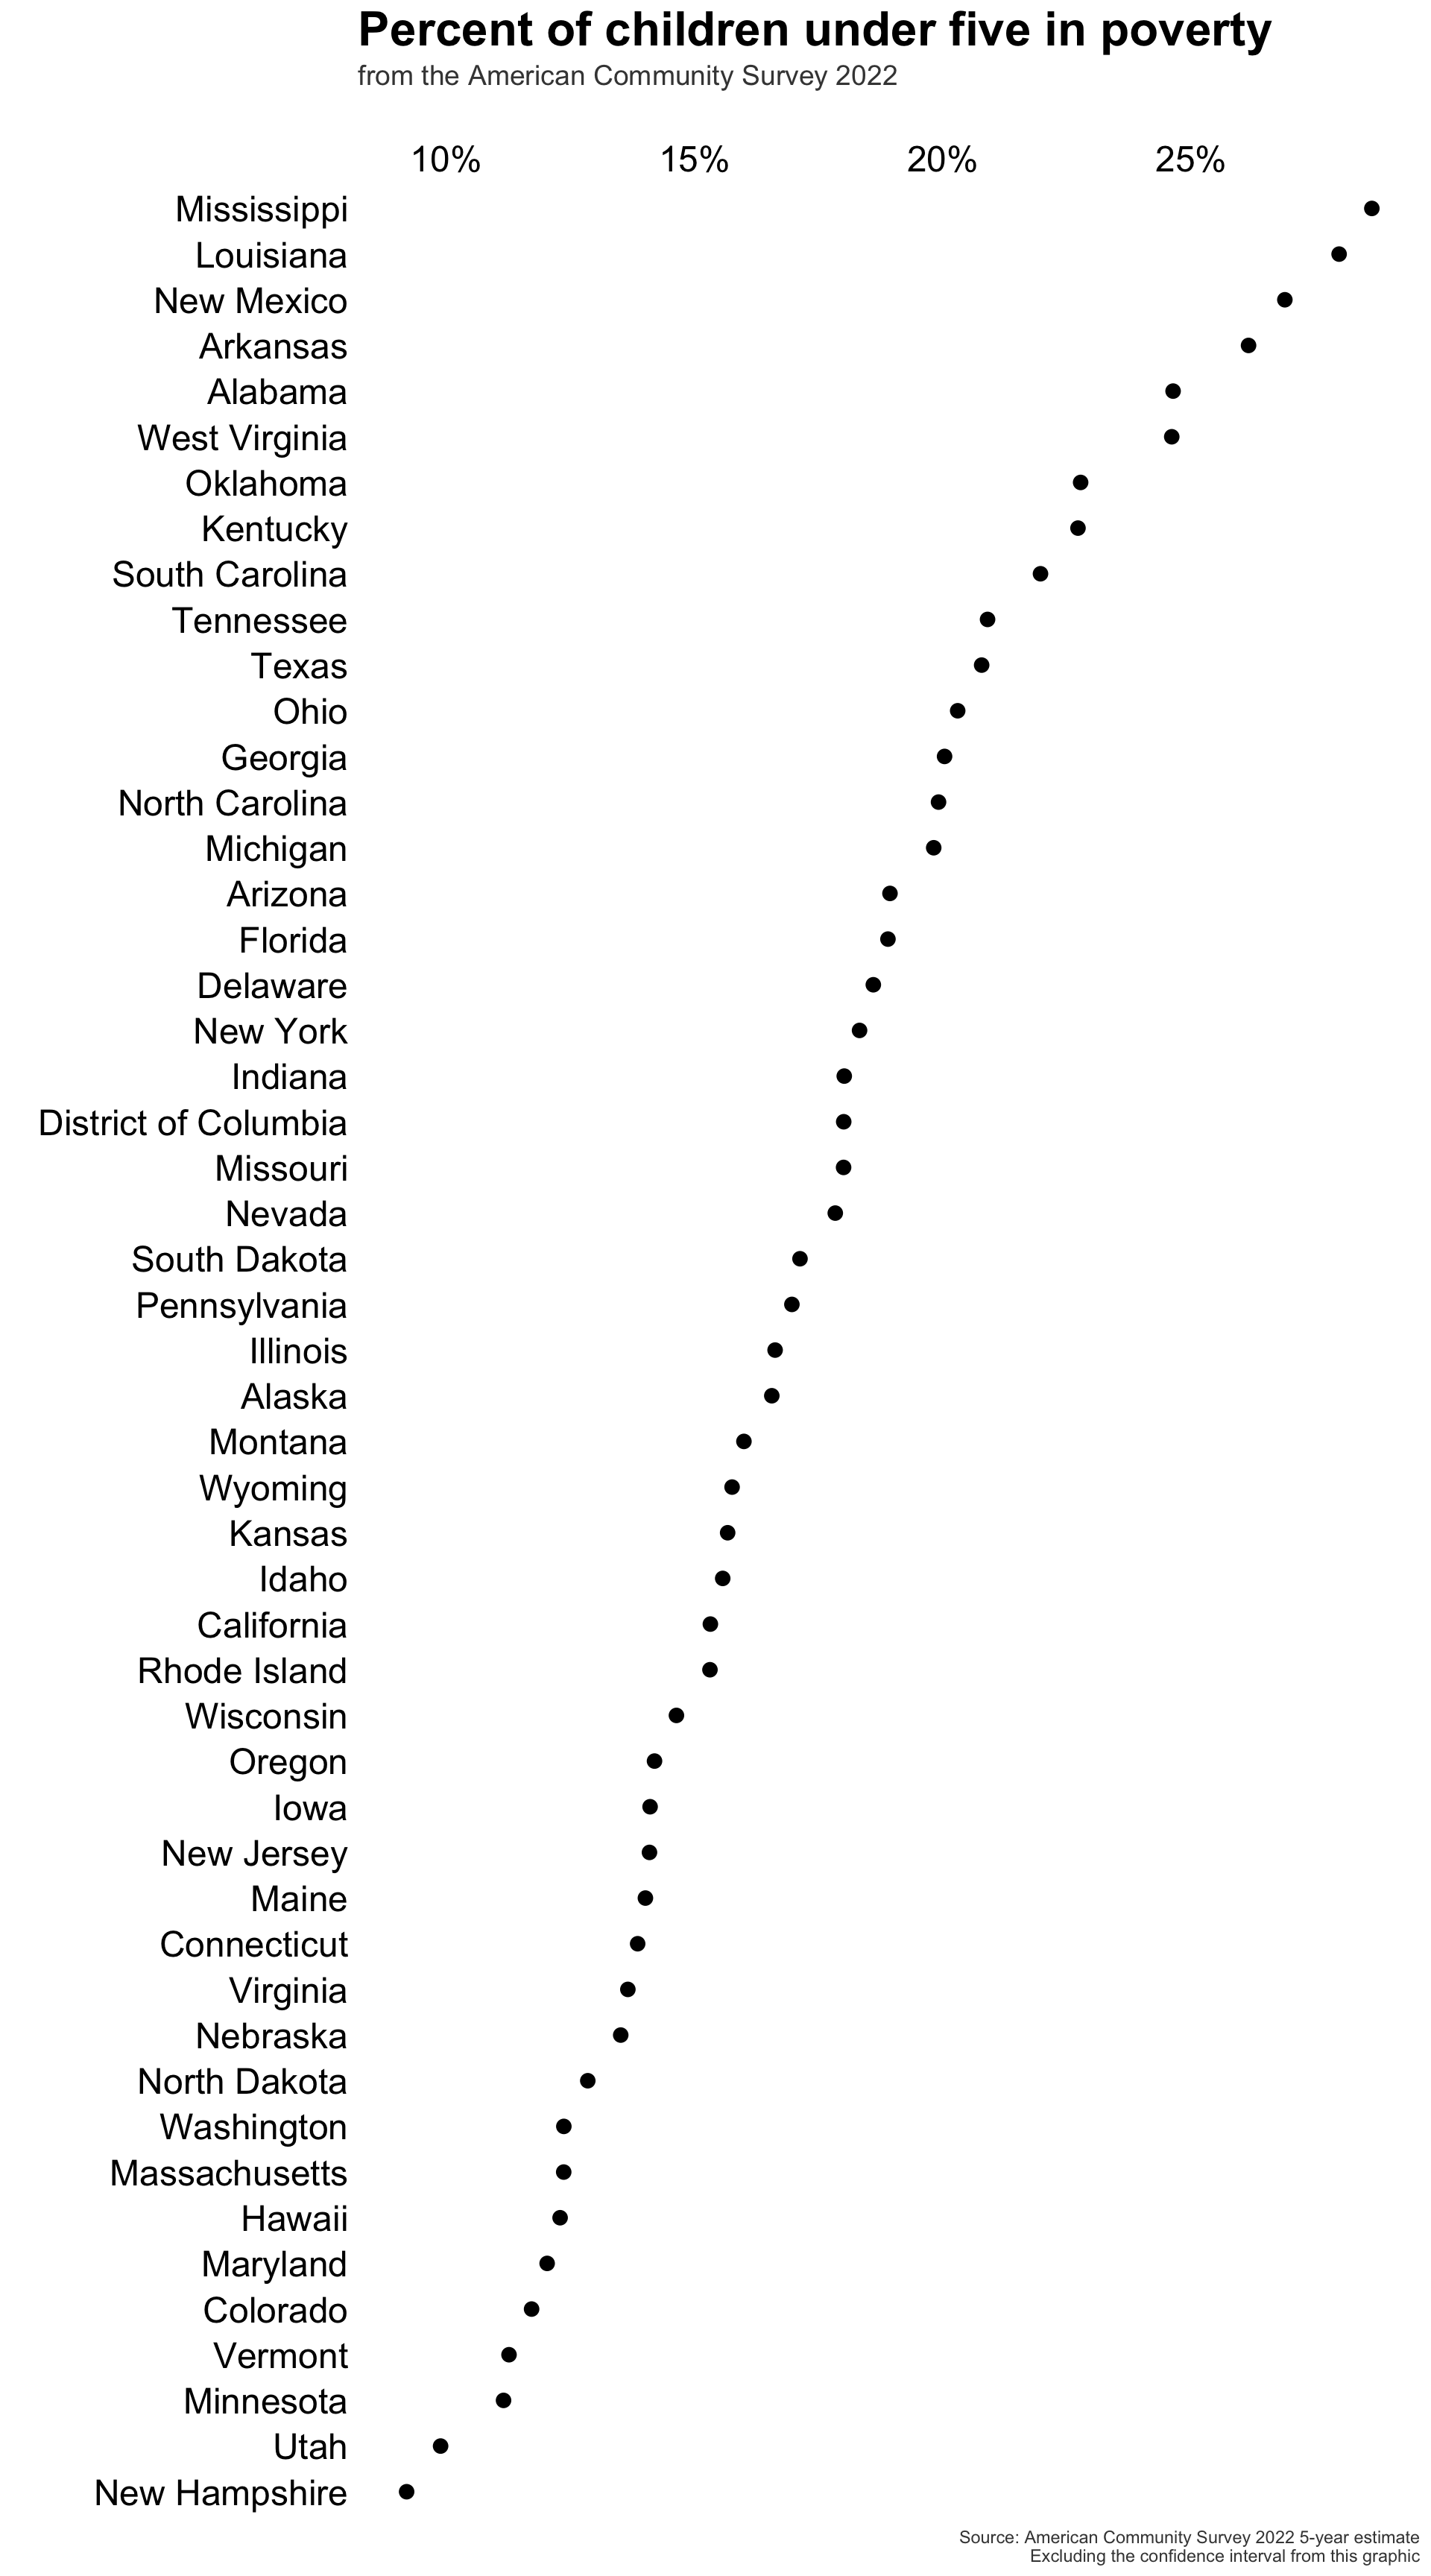 Percent of children under five in poverty
from the American Community Survey 2022
10% 15% 20% 25%
Mississippi
Louisiana
New Mexico
Arkansas
Alabama
West Virginia
Oklahoma
Kentucky
South Carolina
Tennessee
Texas
Ohio
Georgia
North Carolina
Michigan
Arizona
Florida
Delaware
New York
Indiana
District of Columbia
Missouri
Nevada
South Dakota
Pennsylvania
Illinois
Alaska
Montana
Wyoming
Kansas
Idaho
California
Rhode Island
Wisconsin
Oregon
Iowa
New Jersey
Maine
Connecticut
Virginia
Nebraska
North Dakota
Washington
Massachusetts
Hawaii
Maryland
Colorado
Vermont
Minnesota
Utah
New Hampshire
Source: American Community Survey 2022 5-year estimate
Excluding the confidence interval from this graphic